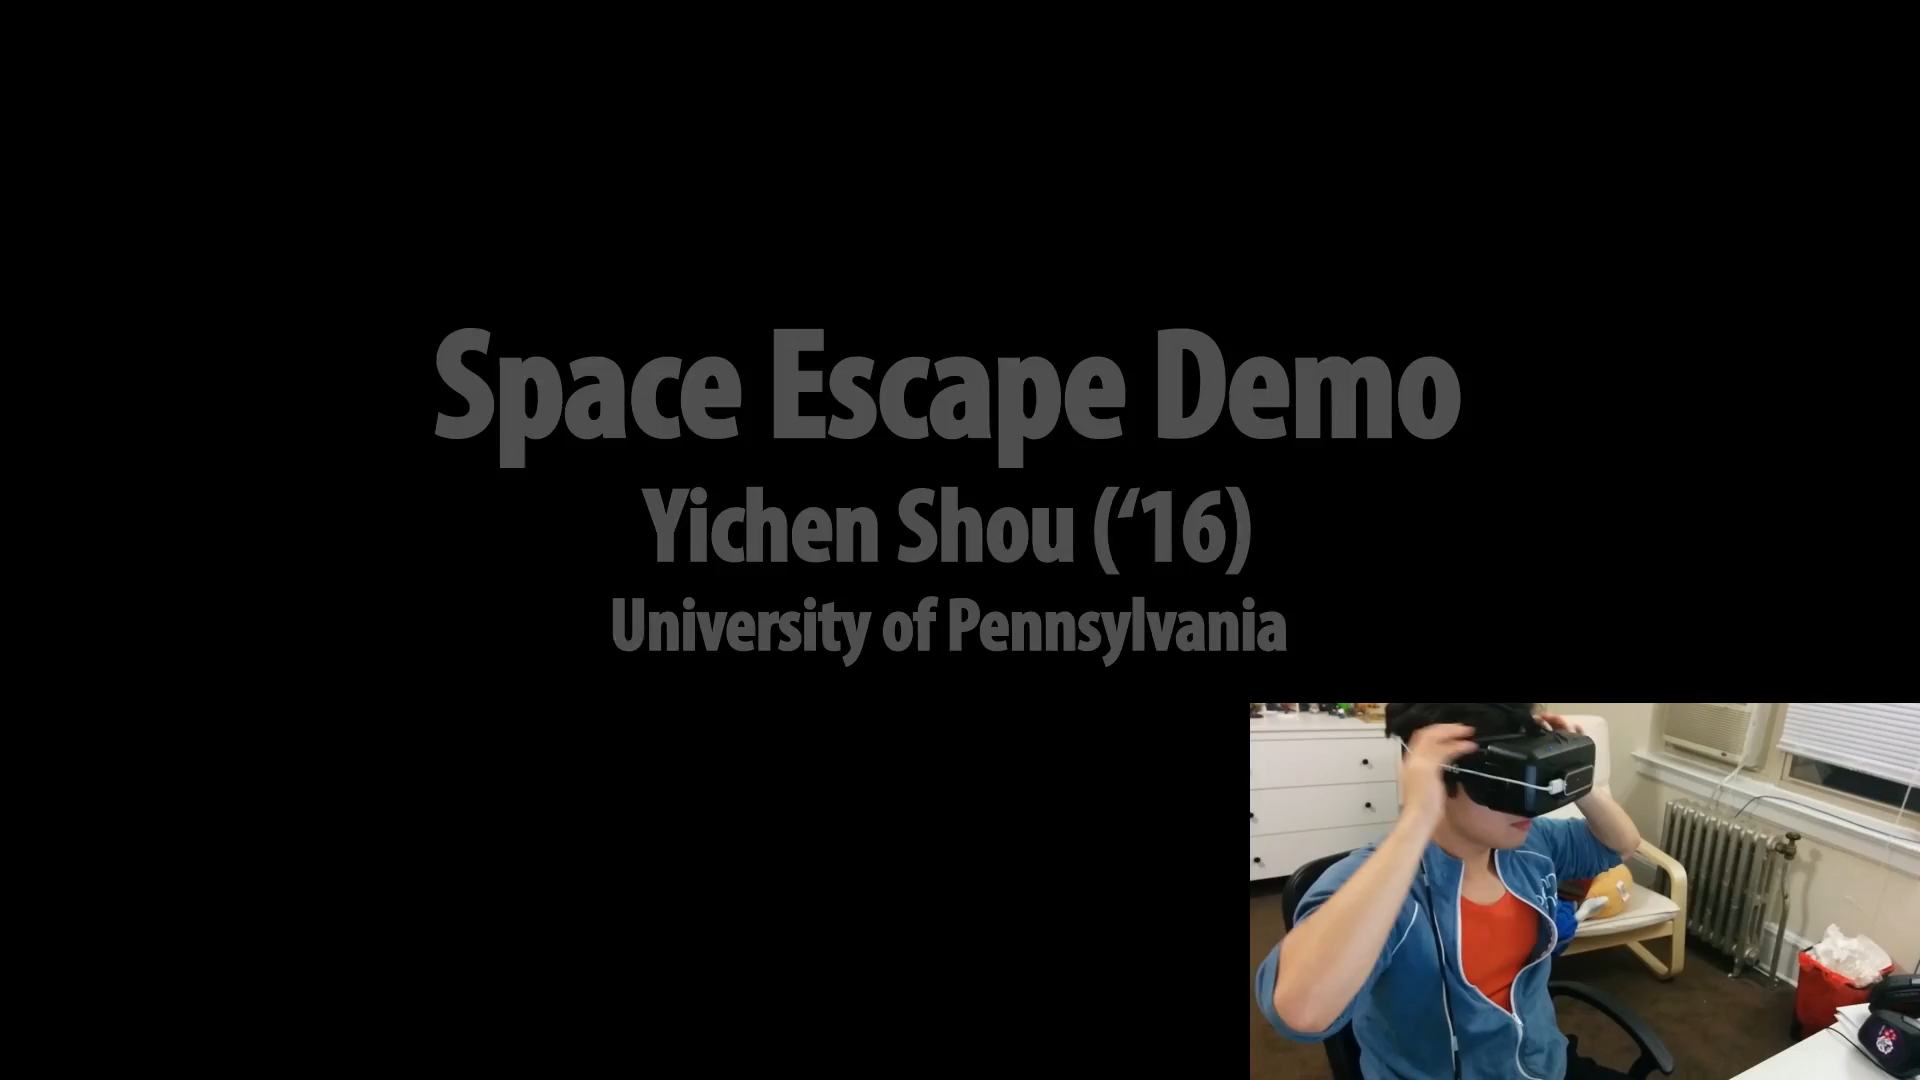 Space Escape Demo
Yichen Shou (‘16)
University of Pennsylvania